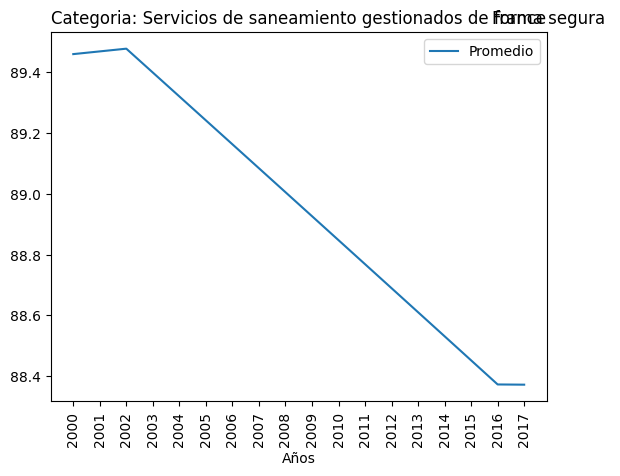 Categoria: Servicios de saneamiento gestionados de forma segura
France
Promedio
89.4
89.2
89.0
88.8
88.6
88.4
2000 2001 2002 2003 2004 2005 2006 2007 2008 2009 2010 2011 2012 2013 2014 2015 2016 2017
Años